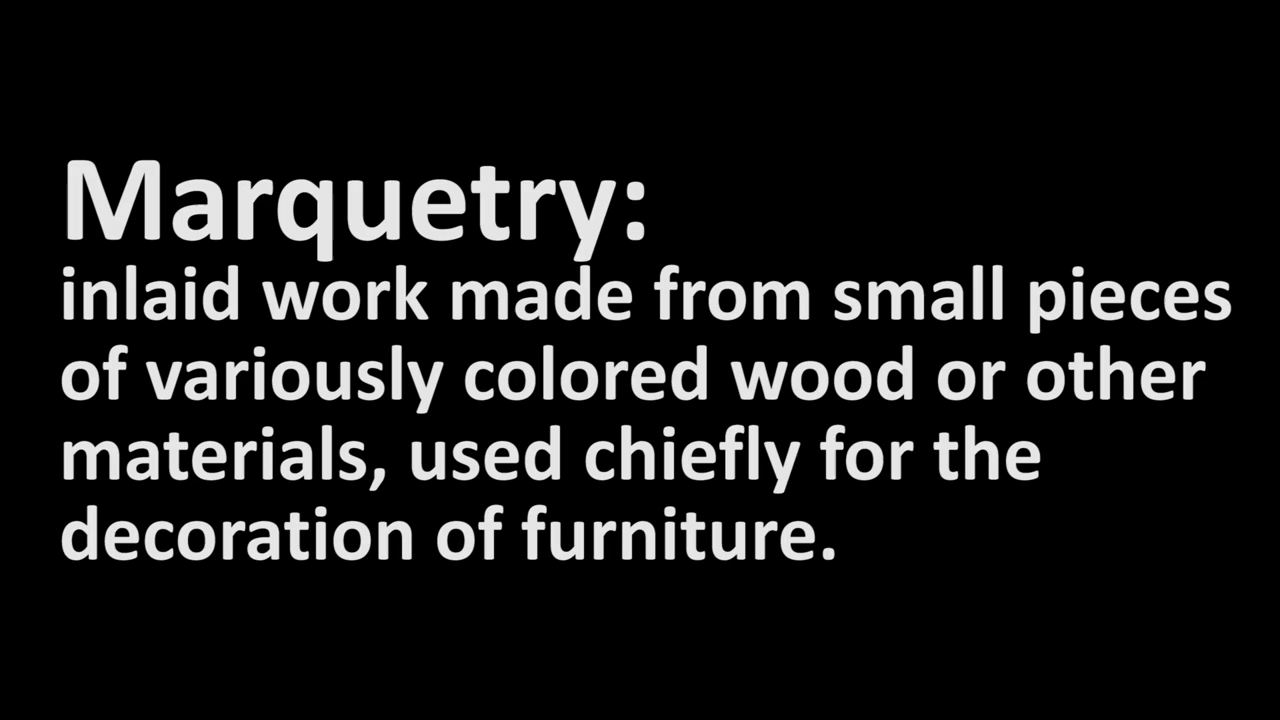 Marquetry:
inlaid work made from small pieces
of variously colored wood or other
materials, used chiefly for the
decoration of furniture.